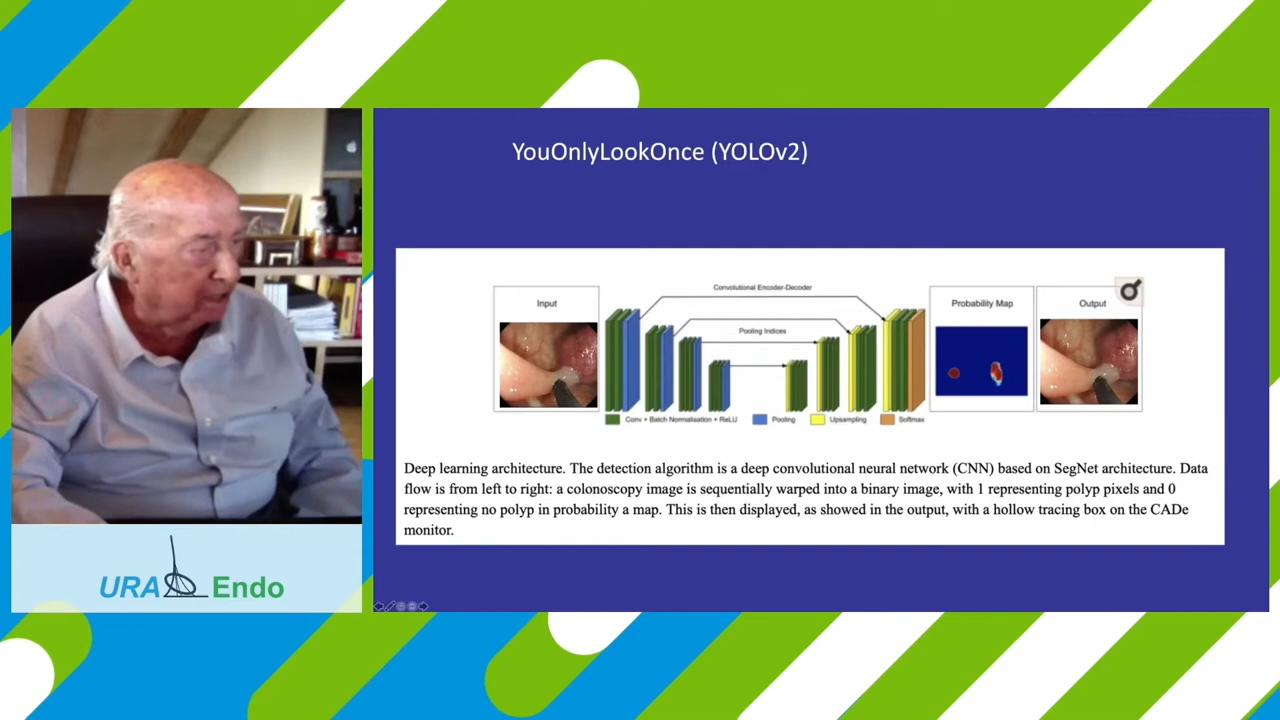 YouOnlyLookOnce (YOLOv2)
Convolutional Encoder-Decoder
Input
Pooling Indices
Probability Map
Output
Conv + Batch Normalisation + ReLU
Pooling
Upsampling
Softmax
Deep learning architecture. The detection algorithm is a deep convolutional neural network (CNN) based on SegNet architecture. Data
flow is from left to right: a colonoscopy image is sequentially warped into a binary image, with 1 representing polyp pixels and 0
representing no polyp in probability a map. This is then displayed, as showed in the output, with a hollow tracing box on the CADe
monitor.
URA Endo